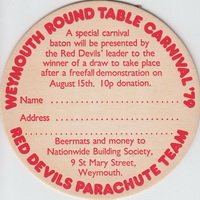 WEYMOUTH ROUND TABLE CARNIVAL '79
A special carnival
baton will be presented by
the Red Devils' leader to the
winner of a draw to take place
after a freefall demonstration on
August 15th. 10p donation.
Name
Address
Beermats and money to
Nationwide Building Society,
9 St Mary Street,
Weymouth.
RED DEVILS PARACHUTE TEAM